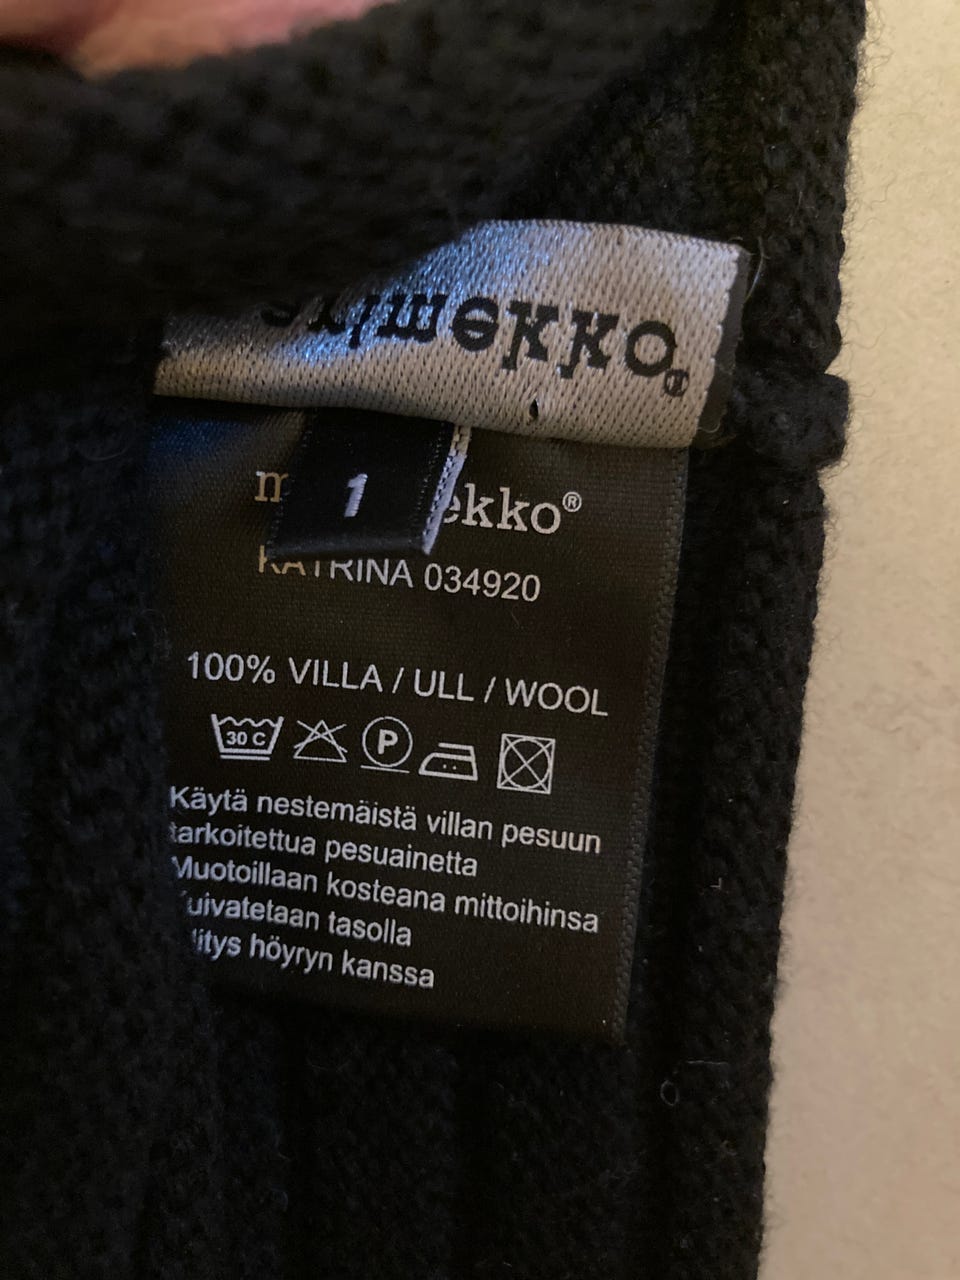 1
KATRINA 034920
100% VILLA / ULL / WOOL
30 C P
Käytä nestemäistä villan pesuun
tarkoitettua pesuainetta
Muotoillaan kosteana mittoihinsa
tasolla
höyryn kanssa